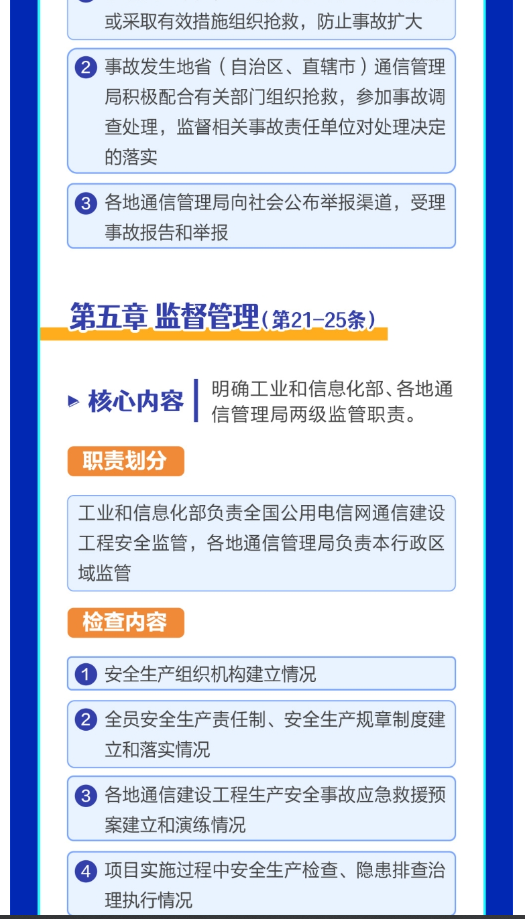 或采取有效措施组织抢救，防止事故扩大
2 事故发生地省（自治区、直辖市）通信管理
局积极配合有关部门组织抢救，参加事故调
查处理，监督相关事故责任单位对处理决定
的落实
3 各地通信管理局向社会公布举报渠道，受理
事故报告和举报
第五章 监督管理（第21-25条）
核心内容
明确工业和信息化部、各地通
信管理局两级监管职责。
职责划分
工业和信息化部负责全国公用电信网通信建设
工程安全监管，各地通信管理局负责本行政区
域监管
检查内容
1 安全生产组织机构建立情况
2 全员安全生产责任制、安全生产规章制度建
立和落实情况
3 各地通信建设工程生产安全事故应急救援预
案建立和演练情况
4 项目实施过程中安全生产检查、隐患排查治
理执行情况